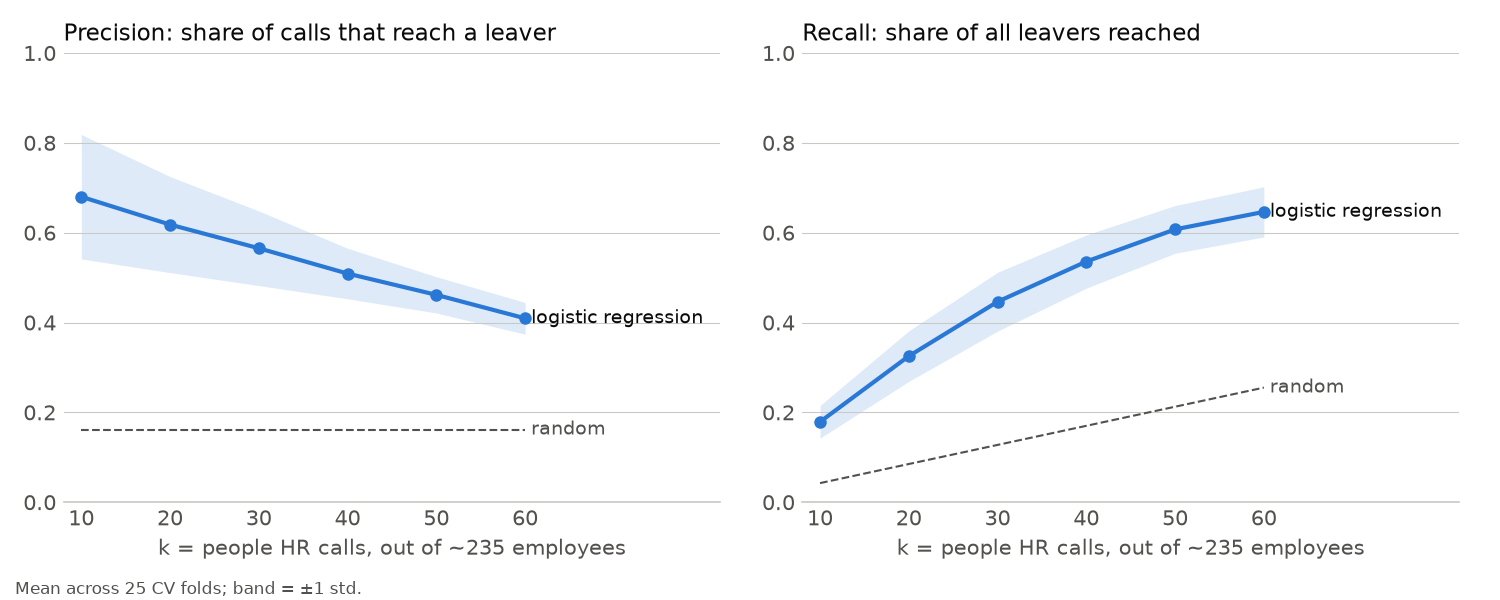 Precision: share of calls that reach a leaver
1.0
0.8
0.6
0.4
0.2
0.0
logistic regression
random
10 20 30 40 50 60
k = people HR calls, out of ~235 employees
Recall: share of all leavers reached
1.0
0.8
0.6
0.4
0.2
0.0
logistic regression
random
10 20 30 40 50 60
k = people HR calls, out of ~235 employees
Mean across 25 CV folds; band = ±1 std.